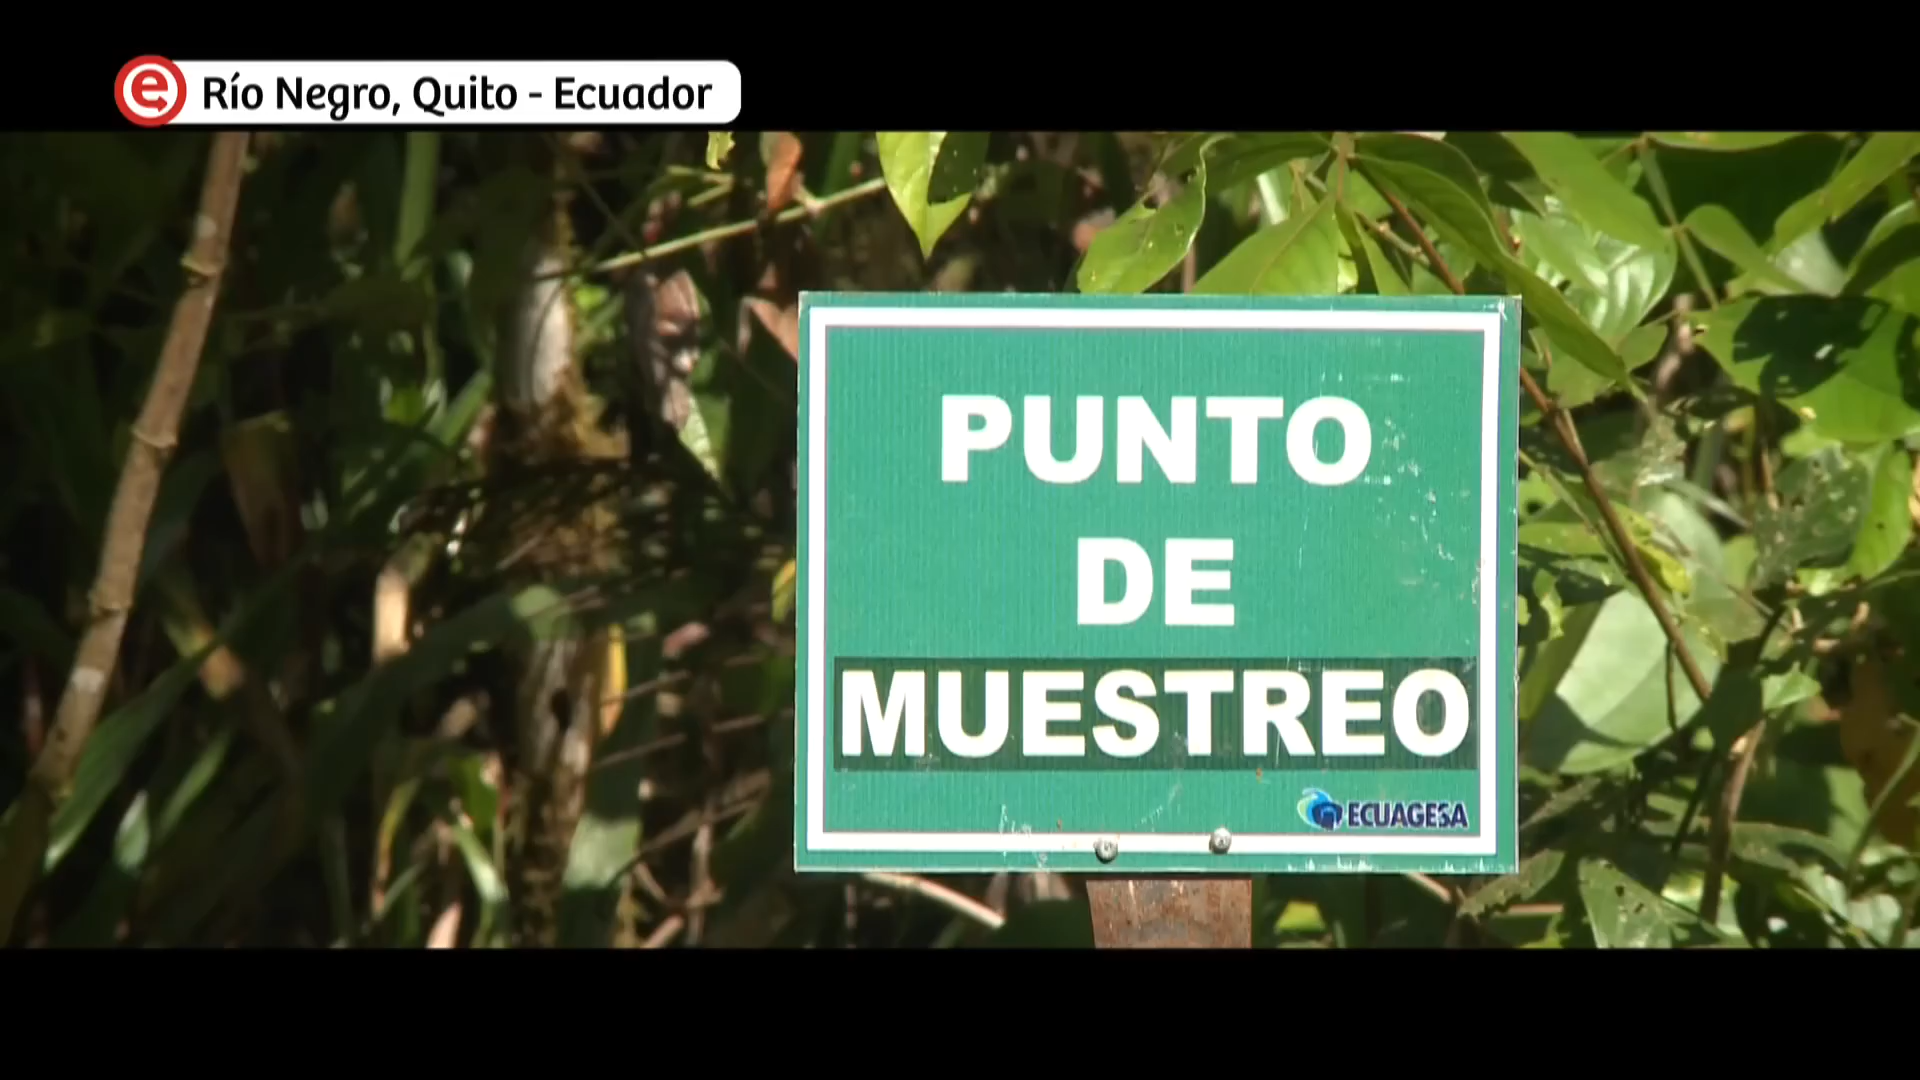 Río Negro, Quito - Ecuador
PUNTO
DE
MUESTREO
ECUAGESA